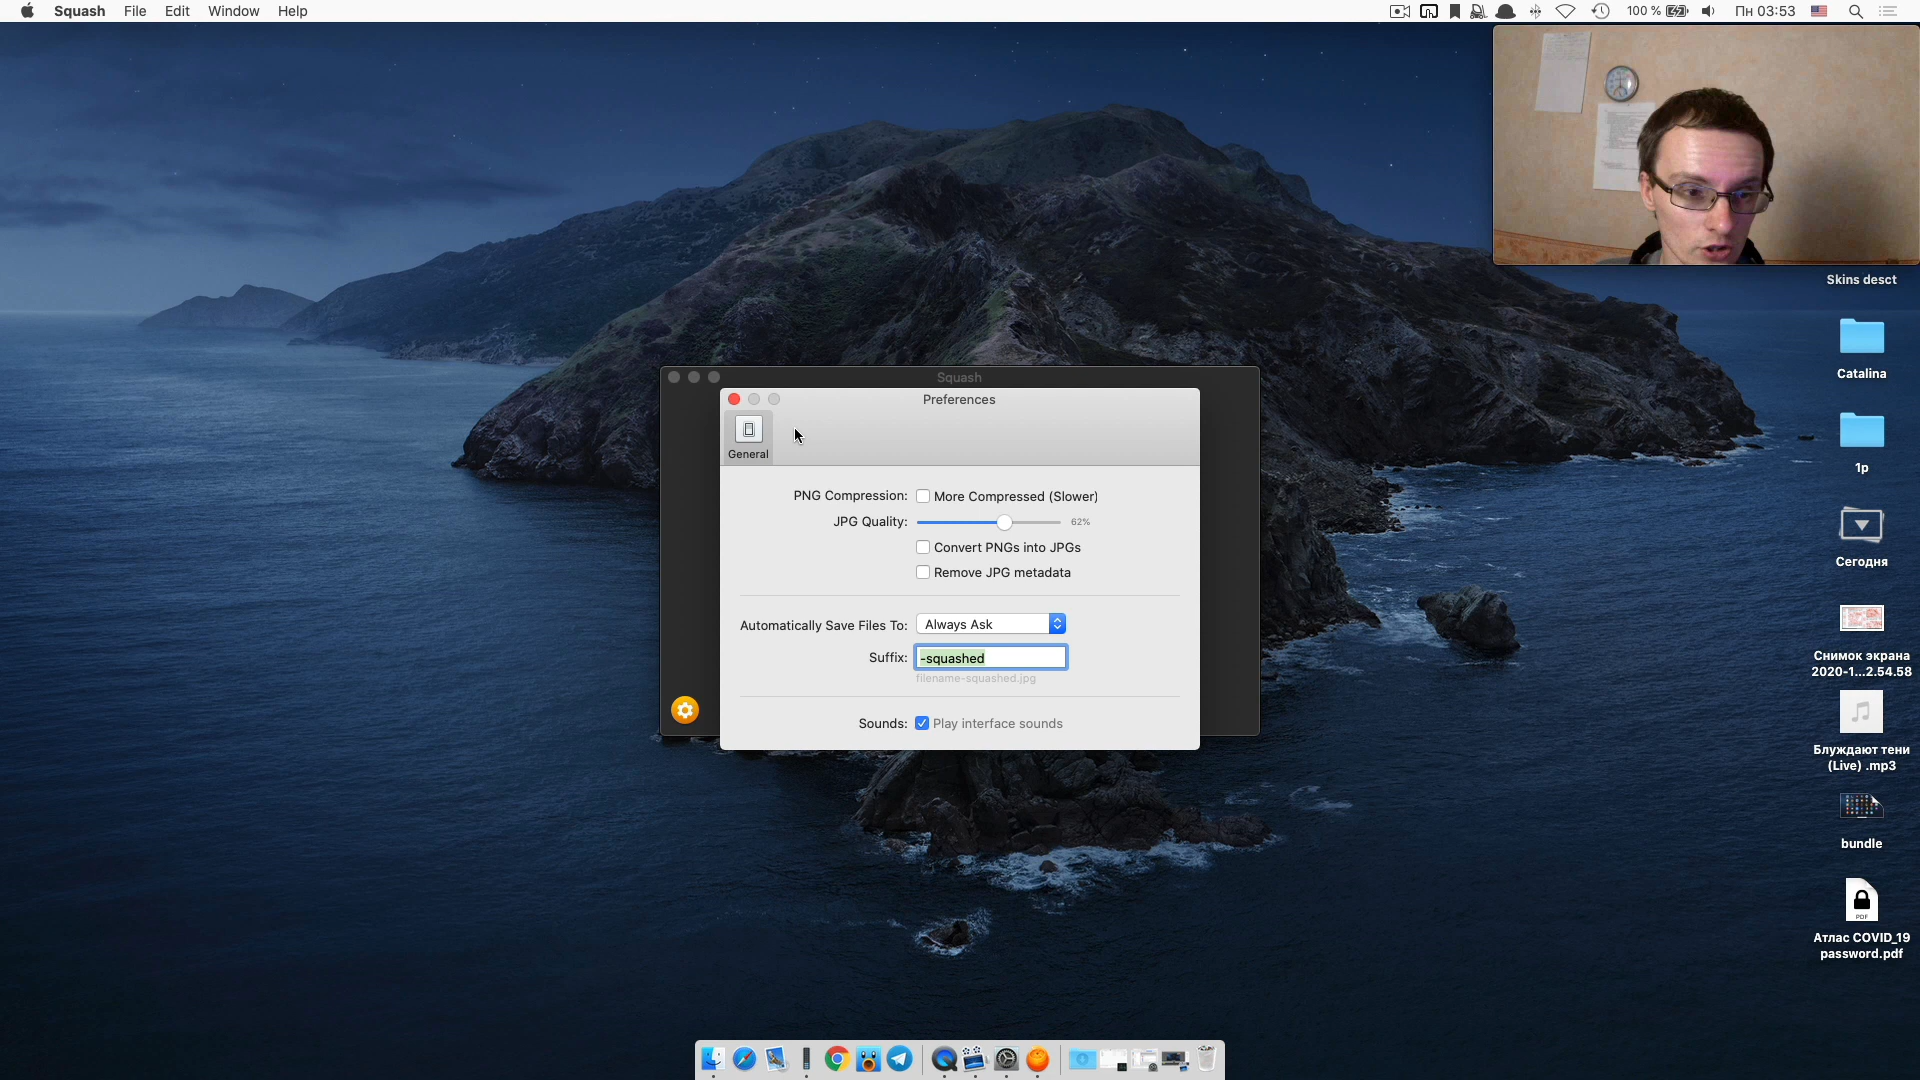 Squash File Edit Window Help
100 % Пн 03:53
Squash
Preferences
General
PNG Compression: More Compressed (Slower)
JPG Quality: 62%
Convert PNGs into JPGs
Remove JPG metadata
Automatically Save Files To: Always Ask
Suffix: -squashed
filename-squashed.jpg
Sounds: Play interface sounds
Skins desct
Catalina
1p
Сегодня
Снимок экрана
2020-1...2.54.58
Блуждают тени
(Live) .mp3
bundle
PDF
Атлас COVID_19
password.pdf